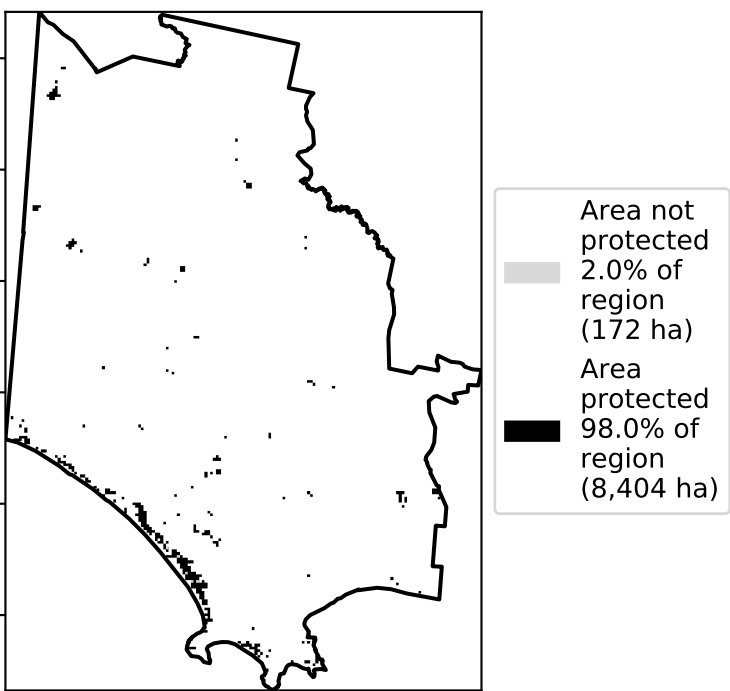 Area not
protected
2.0% of
region
(172 ha)
Area
protected
98.0% of
region
(8,404 ha)